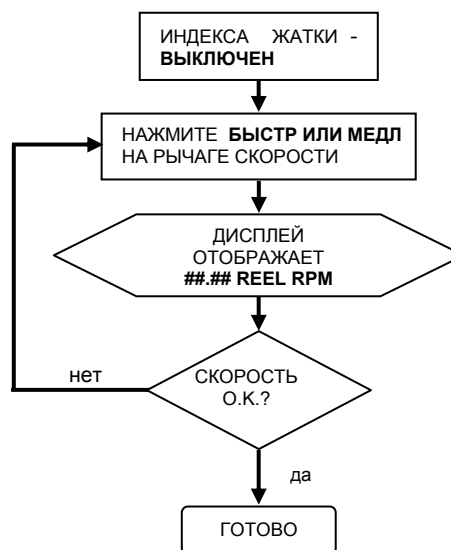 ИНДЕКСА ЖАТКИ -
ВЫКЛЮЧЕН
НАЖМИТЕ БЫСТР ИЛИ МЕДЛ
НА РЫЧАГЕ СКОРОСТИ
ДИСПЛЕЙ
ОТОБРАЖАЕТ
##.## REEL RPM
СКОРОСТЬ
O.K.?
нет
да
ГОТОВО